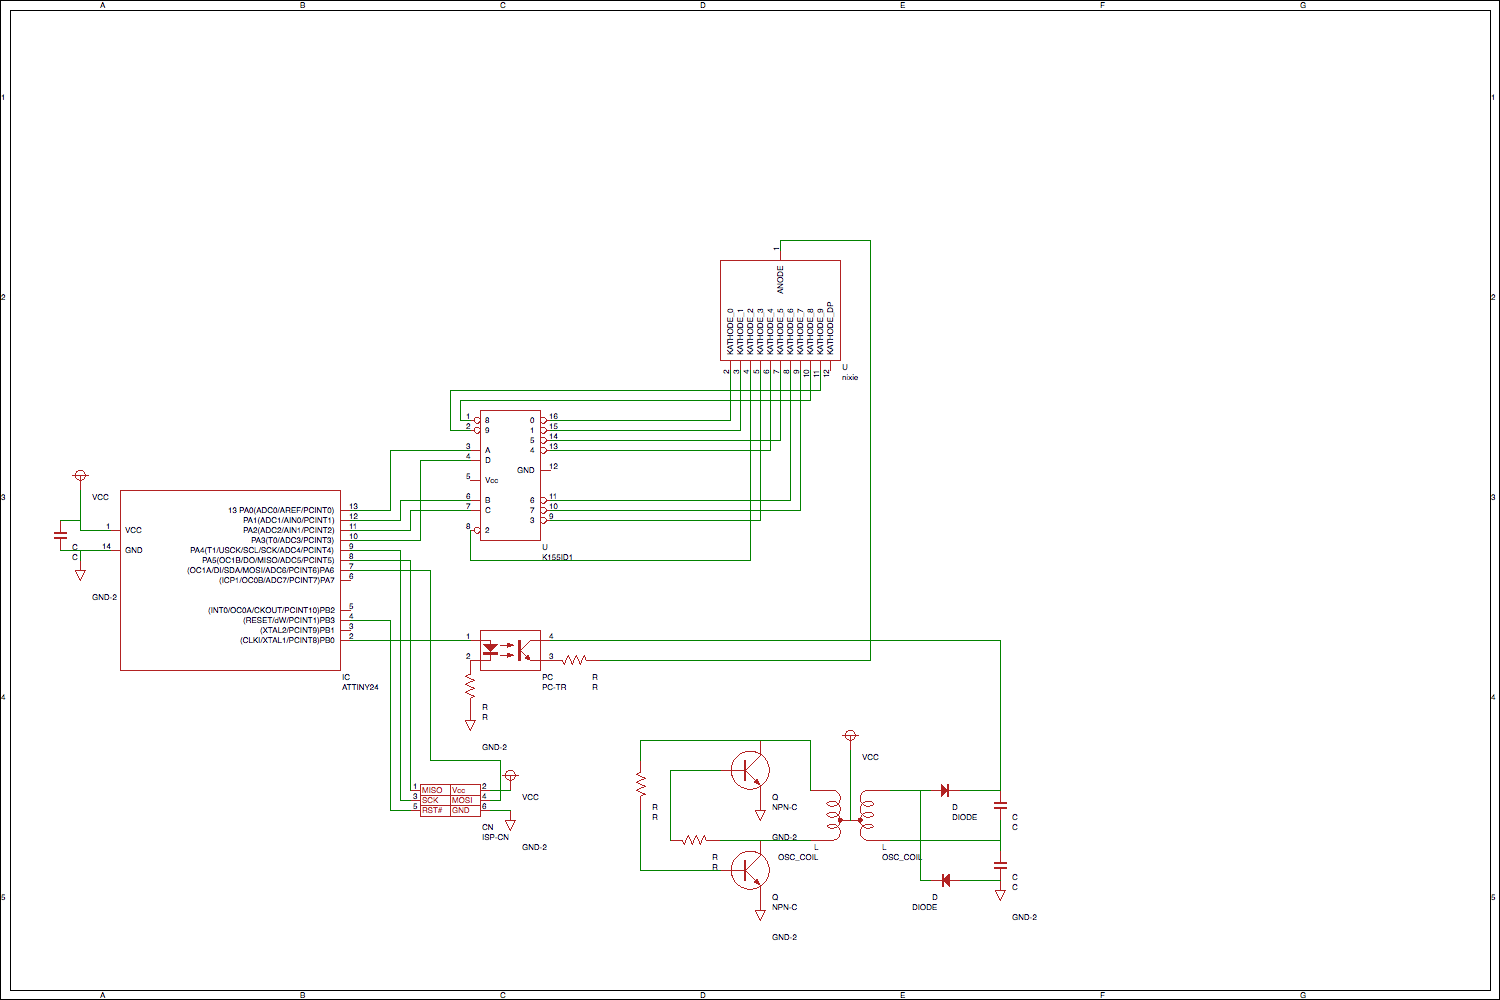 A B C D E F G
1 1
2 2
3 3
4 4
5 5
A B C D E F G
1
ANODE
KATHODE_0
KATHODE_1
KATHODE_2
KATHODE_3
KATHODE_4
KATHODE_5
KATHODE_6
KATHODE_7
KATHODE_8
KATHODE_9
KATHODE_DP
2 3 4 5 6 7 8 9 10 11 12
U
nixie
1 8 0 16
2 9 1 15
5 14
3 A 4 13
4 D
GND 12
5 Vcc
6 B 6 11
7 C 7 10
3 9
8 2
U
K155ID1
VCC
C
C
GND-2
1 VCC
14 GND
13 PA0(ADC0/AREF/PCINT0) 13
PA1(ADC1/AIN0/PCINT1) 12
PA2(ADC2/AIN1/PCINT2) 11
PA3(T0/ADC3/PCINT3) 10
PA4(T1/USCK/SCL/SCK/ADC4/PCINT4) 9
PA5(OC1B/DO/MISO/ADC5/PCINT5) 8
(OC1A/DI/SDA/MOSI/ADC6/PCINT6)PA6 7
(ICP1/OC0B/ADC7/PCINT7)PA7 6
(INT0/OC0A/CKOUT/PCINT10)PB2 5
(RESET/dW/PCINT1)PB3 4
(XTAL2/PCINT9)PB1 3
(CLKI/XTAL1/PCINT8)PB0 2
IC
ATTINY24
1 4
2 3
PC
PC-TR
R
R
R
R
GND-2
1 MISO Vcc 2
3 SCK MOSI 4
5 RST# GND 6
CN
ISP-CN
VCC
GND-2
R
R
R
R
Q
NPN-C
GND-2
Q
NPN-C
GND-2
L
OSC_COIL
VCC
L
OSC_COIL
D
DIODE
D
DIODE
C
C
C
C
GND-2